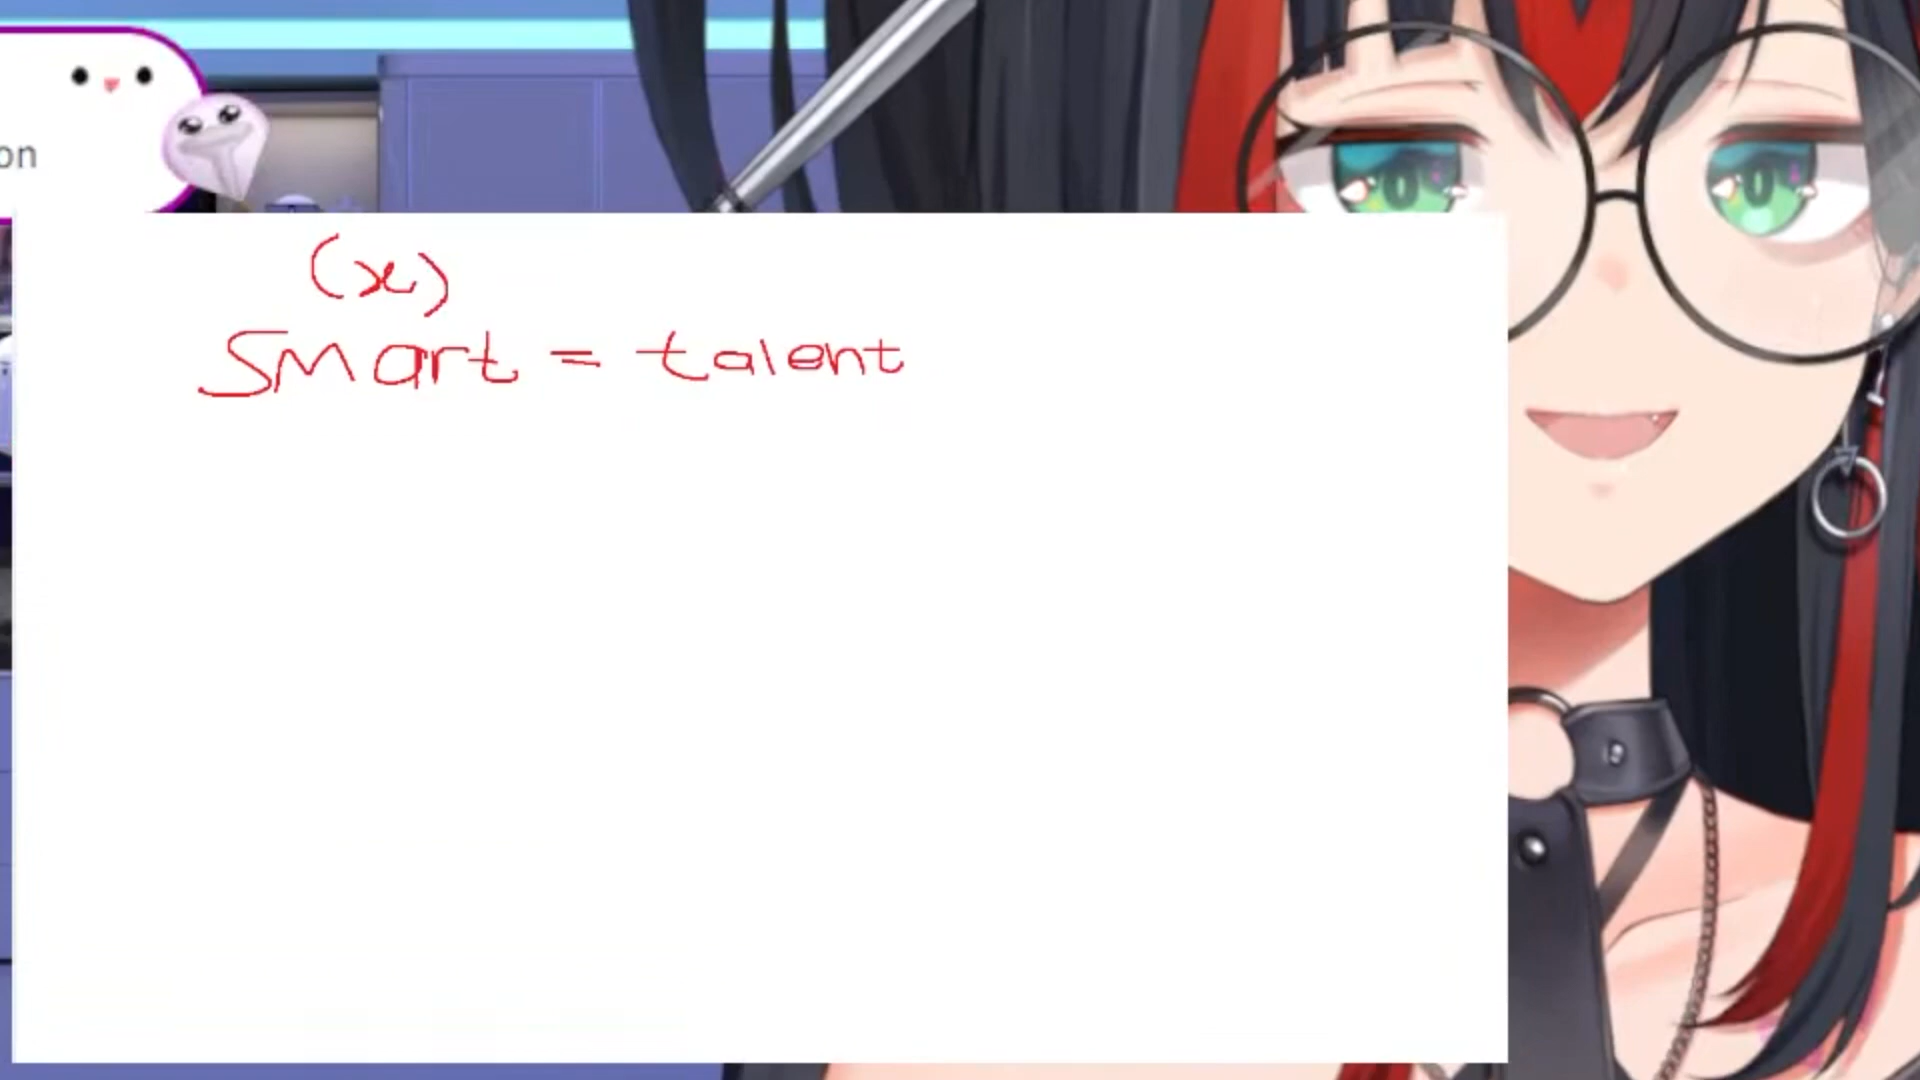 on
(x)
Smart = talent